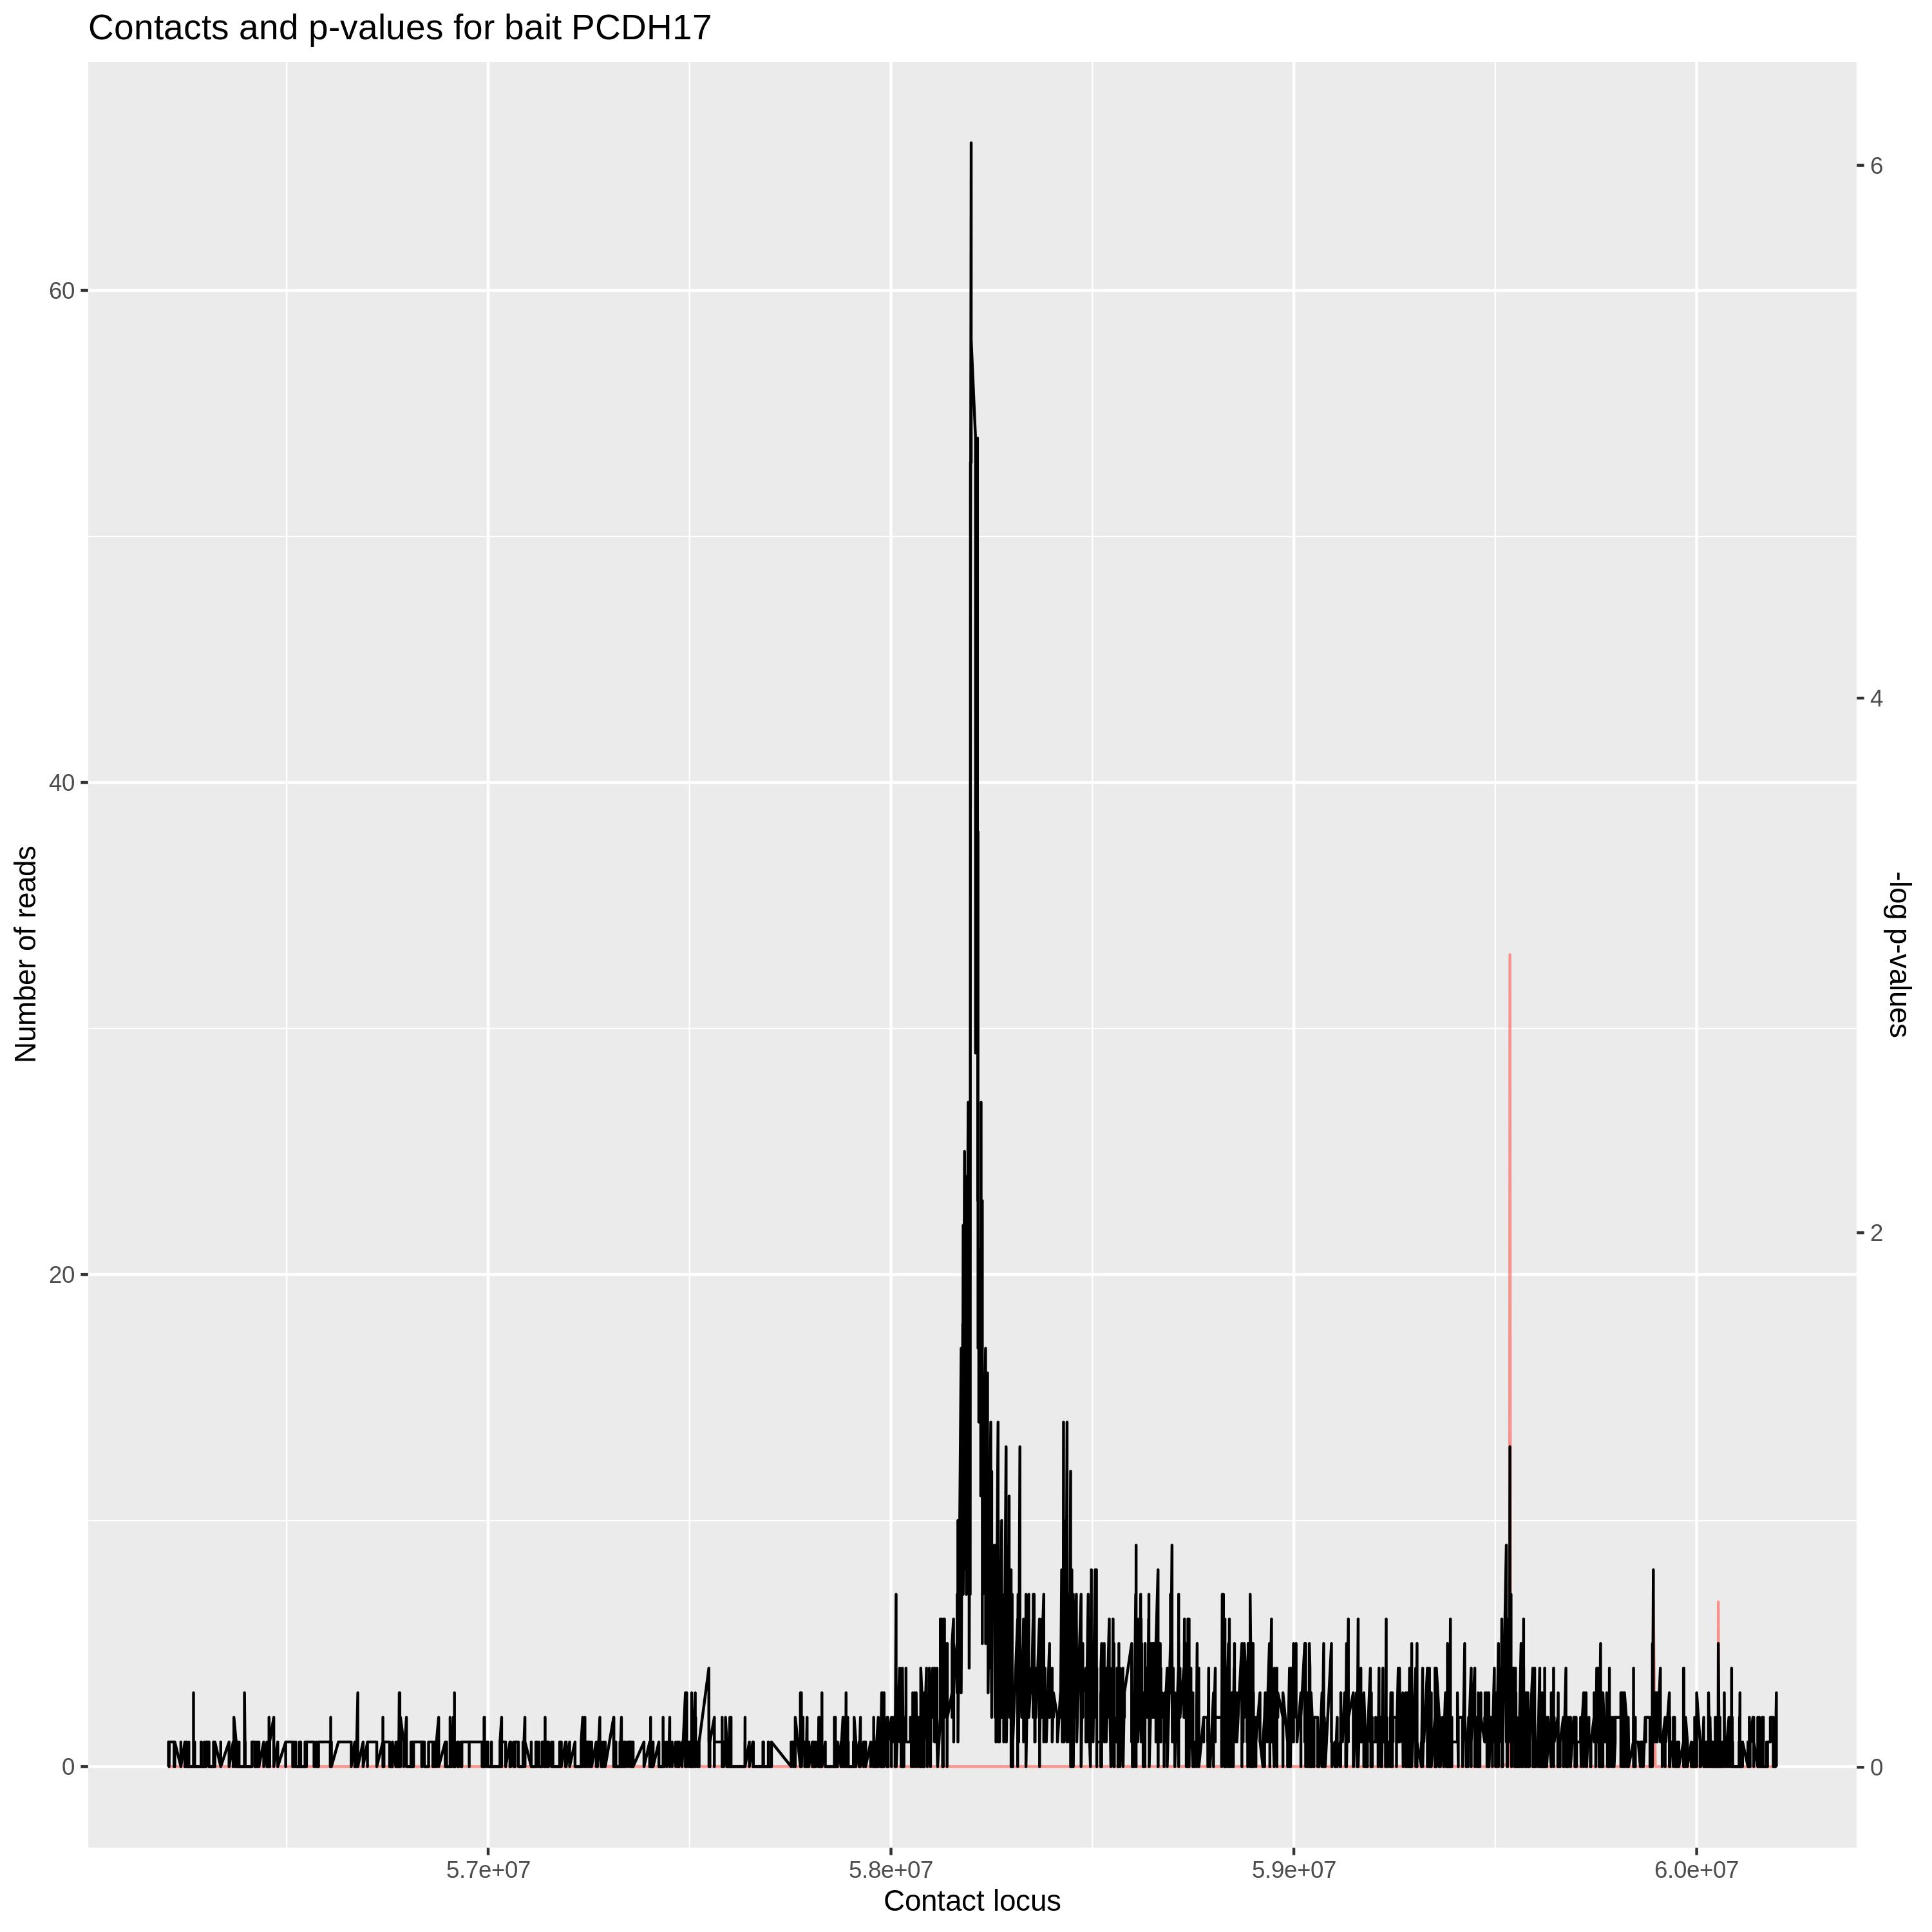 Contacts and p-values for bait PCDH17
Number of reads
60
40
20
0
6
4
2
0
-log p-values
5.7e+07
5.8e+07
5.9e+07
6.0e+07
Contact locus